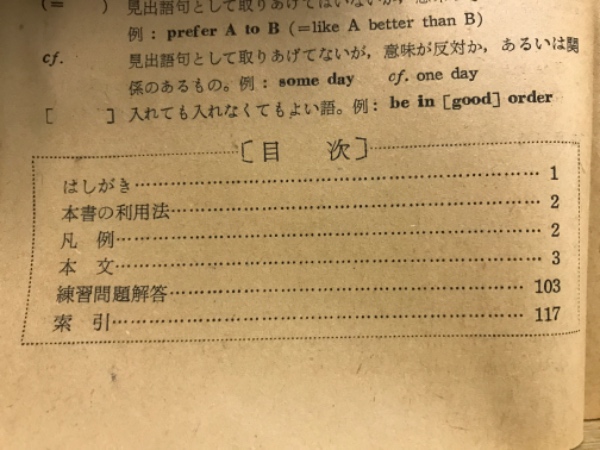 (= ) 見出語句として取りあげてはいないが,
例: prefer A to B (=like A better than B)
cf. 見出語句として取りあげてないが, 意味が反対か, あるいは関
係のあるもの。例: some day cf. one day
[ ] 入れても入れなくてもよい語。例: be in [good] order
〔目 次〕
はしがき…………………………………………………… 1
本書の利用法……………………………………………… 2
凡 例……………………………………………………… 2
本 文……………………………………………………… 3
練習問題解答……………………………………………… 103
索 引……………………………………………………… 117